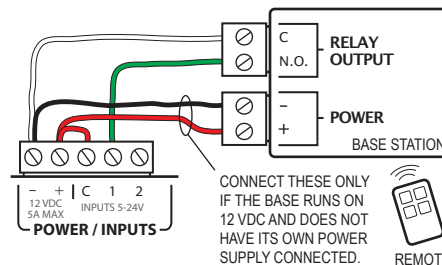 C
N.O.
RELAY
OUTPUT
–
+
POWER
BASE STATION
– + C 1 2
12 VDC
5A MAX
INPUTS 5-24V
POWER / INPUTS
CONNECT THESE ONLY
IF THE BASE RUNS ON
12 VDC AND DOES NOT
HAVE ITS OWN POWER
SUPPLY CONNECTED.
REMOT